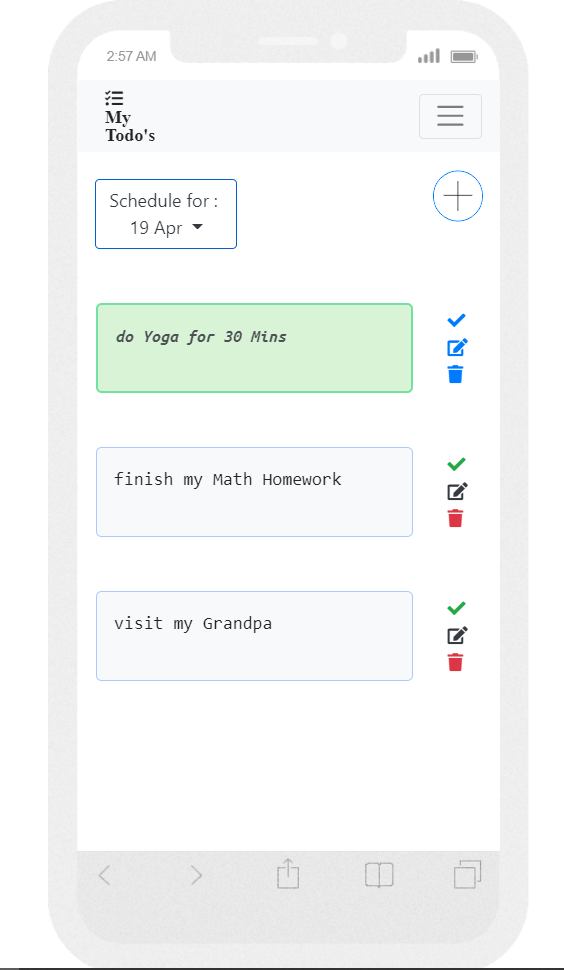 2:57 AM
My
Todo's
Schedule for :
19 Apr
do Yoga for 30 Mins
finish my Math Homework
visit my Grandpa